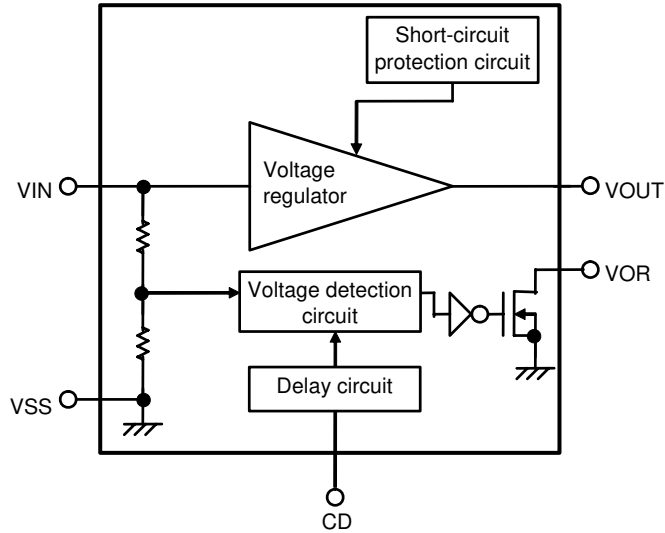 Short-circuit
protection circuit
Voltage
regulator
VIN
VOUT
VOR
Voltage detection
circuit
Delay circuit
VSS
CD